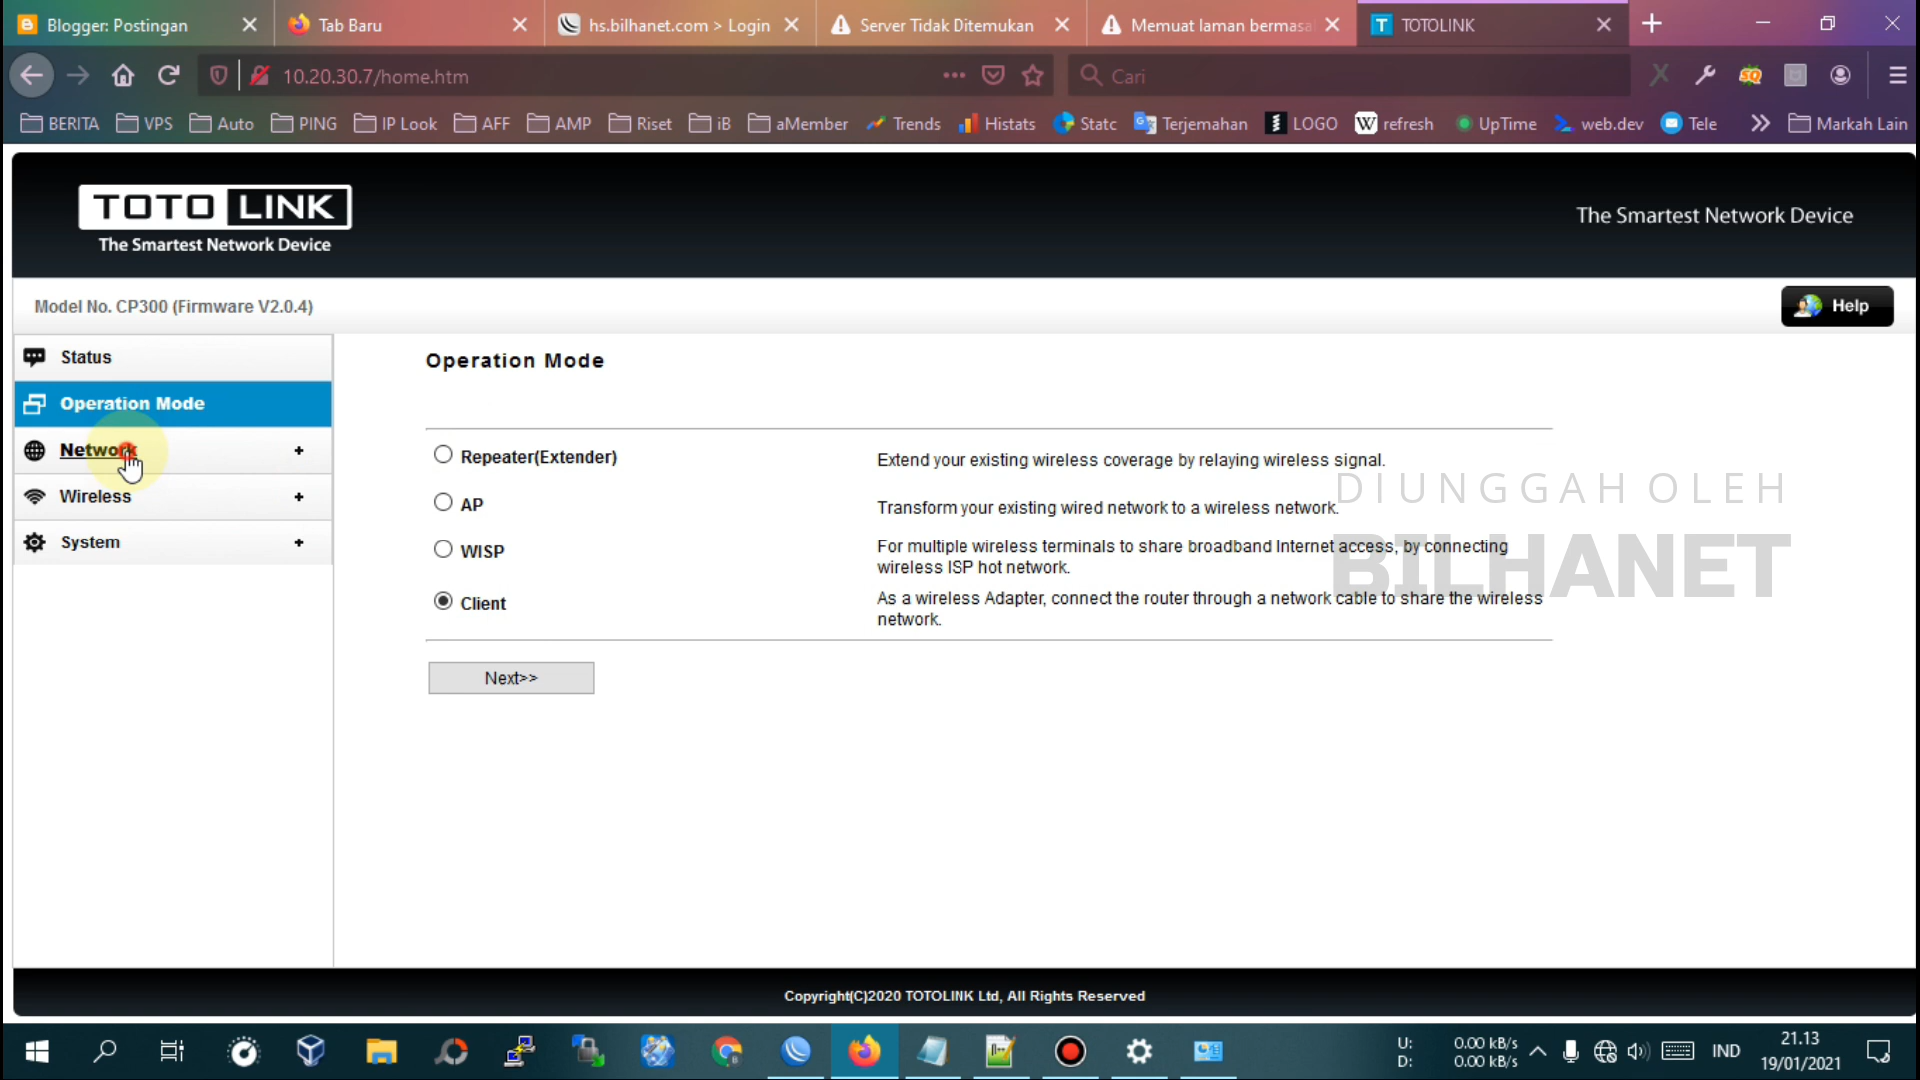 Blogger: Postingan
Tab Baru
hs.bilhanet.com > Login
Server Tidak Ditemukan
Memuat laman bermasa
TOTOLINK
10.20.30.7/home.htm
Cari
BERITA
VPS
Auto
PING
IP Look
AFF
AMP
Riset
iB
aMember
Trends
Histats
Statc
Terjemahan
LOGO
W refresh
UpTime
web.dev
Tele
Markah Lain
TOTO LINK
The Smartest Network Device
The Smartest Network Device
Model No. CP300 (Firmware V2.0.4)
Help
Status
Operation Mode
Network +
Wireless +
System +
Operation Mode
Repeater(Extender)
Extend your existing wireless coverage by relaying wireless signal.
AP
Transform your existing wired network to a wireless network.
WISP
For multiple wireless terminals to share broadband Internet access, by connecting
wireless ISP hot network.
Client
As a wireless Adapter, connect the router through a network cable to share the wireless
network.
Next>>
DIUNGGAH OLEH
BILHANET
Copyright(C)2020 TOTOLINK Ltd, All Rights Reserved
U: 0.00 kB/s
D: 0.00 kB/s
IND
21.13
19/01/2021